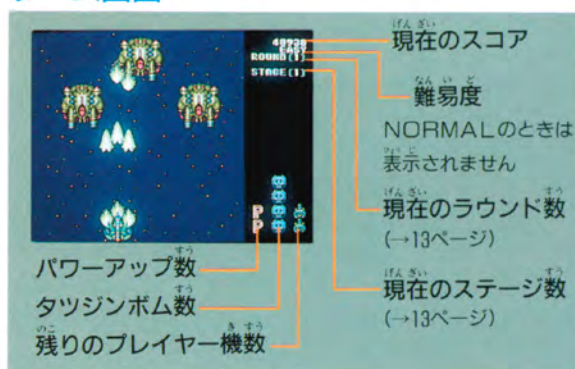 現在のスコア
難易度
NORMALのときは
表示されません
現在のラウンド数
(→13ページ)
現在のステージ数
(→13ページ)
ROUND(1)
STAGE(1)
P
P
パワーアップ数
タツジンボム数
残りのプレイヤー機数